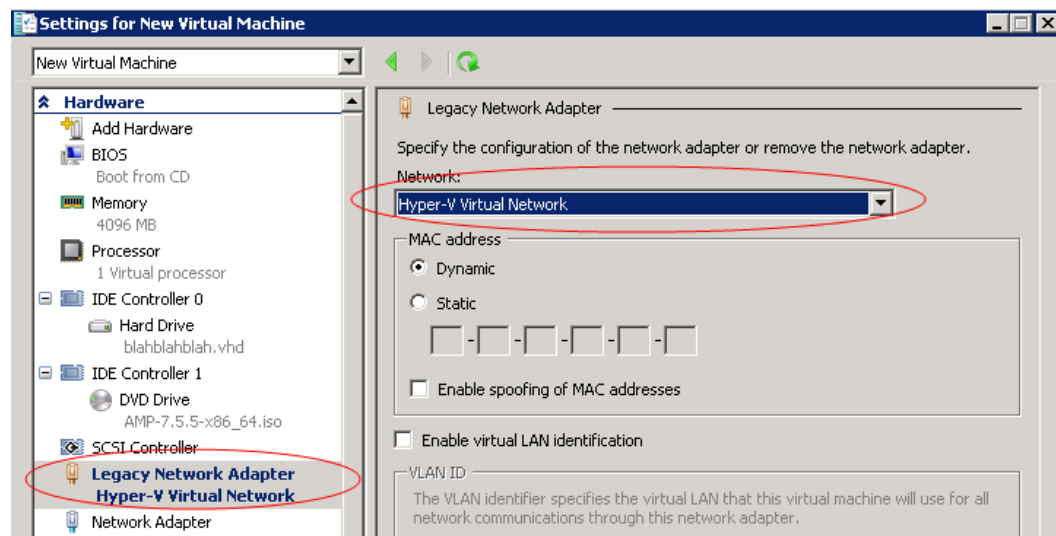 Settings for New Virtual Machine
New Virtual Machine
Hardware
Add Hardware
BIOS
Boot from CD
Memory
4096 MB
Processor
1 Virtual processor
IDE Controller 0
Hard Drive
blahblahblah.vhd
IDE Controller 1
DVD Drive
AMP-7.5.5-x86_64.iso
SCSI Controller
Legacy Network Adapter
Hyper-V Virtual Network
Network Adapter
Legacy Network Adapter
Specify the configuration of the network adapter or remove the network adapter.
Network:
Hyper-V Virtual Network
MAC address
Dynamic
Static
- - - - -
Enable spoofing of MAC addresses
Enable virtual LAN identification
VLAN ID
The VLAN identifier specifies the virtual LAN that this virtual machine will use for all
network communications through this network adapter.